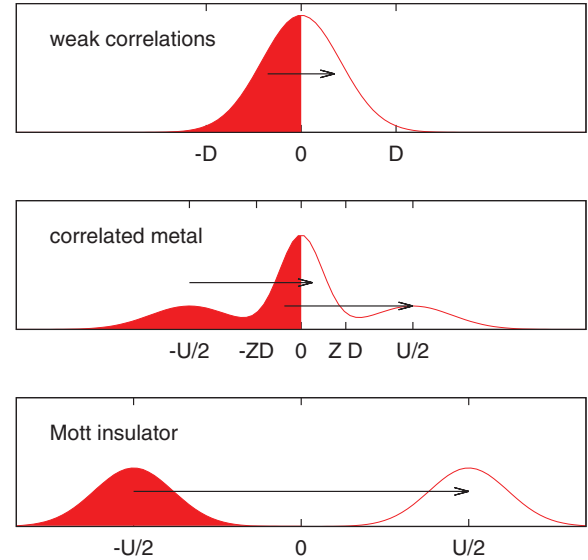 weak correlations
-D 0 D
correlated metal
-U/2 -ZD 0 Z D U/2
Mott insulator
-U/2 0 U/2